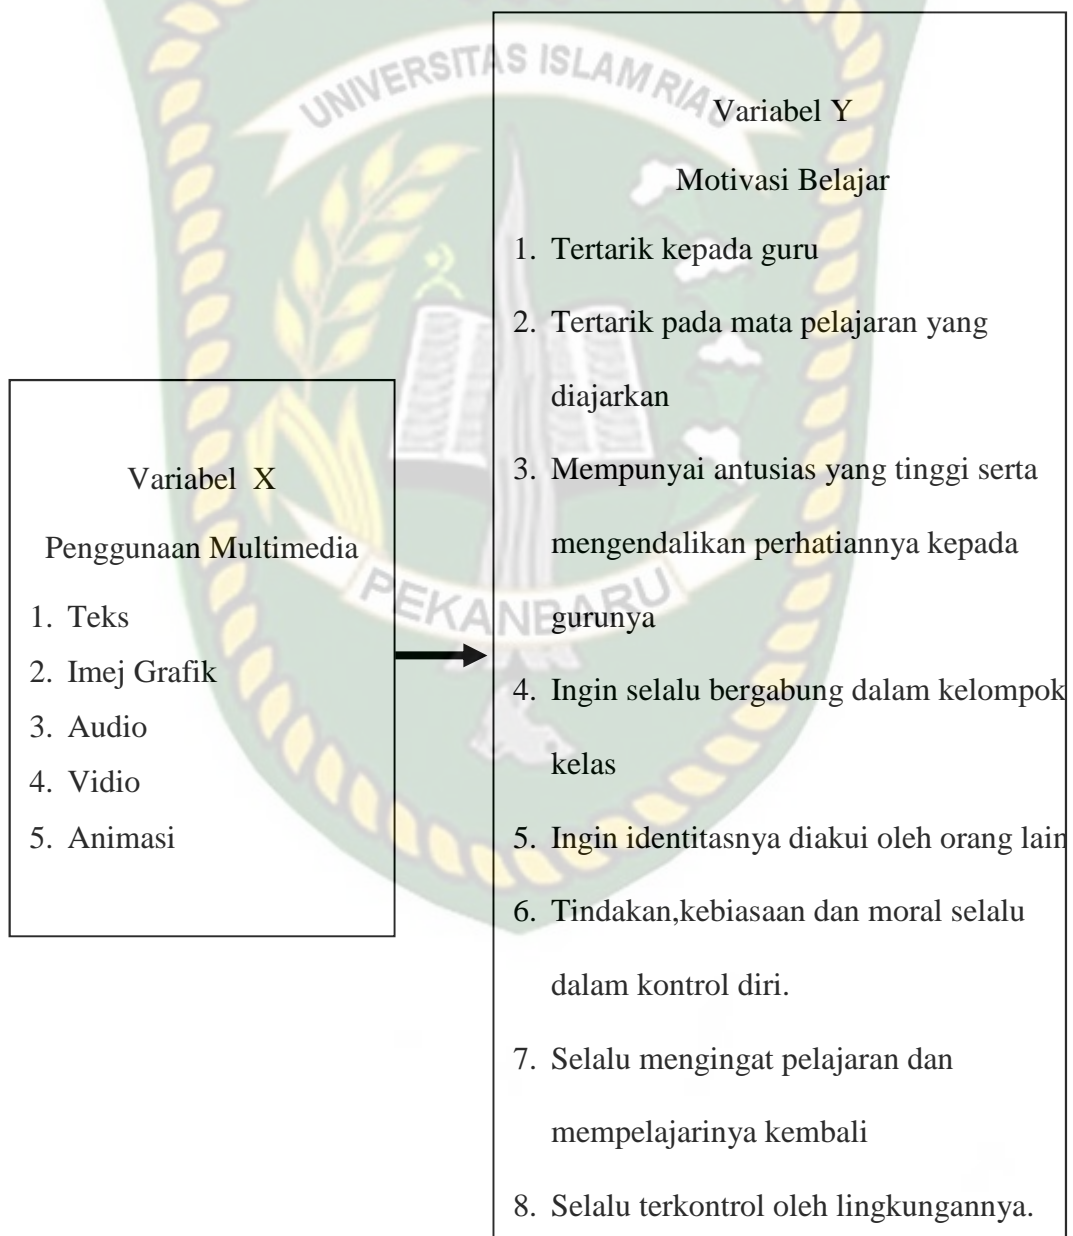 UNIVERSITAS ISLAM RIAU
PEKANBARU
Variabel X
Penggunaan Multimedia
1. Teks
2. Imej Grafik
3. Audio
4. Vidio
5. Animasi
Variabel Y
Motivasi Belajar
1. Tertarik kepada guru
2. Tertarik pada mata pelajaran yang
diajarkan
3. Mempunyai antusias yang tinggi serta
mengendalikan perhatiannya kepada
gurunya
4. Ingin selalu bergabung dalam kelompok
kelas
5. Ingin identitasnya diakui oleh orang lain
6. Tindakan,kebiasaan dan moral selalu
dalam kontrol diri.
7. Selalu mengingat pelajaran dan
mempelajarinya kembali
8. Selalu terkontrol oleh lingkungannya.